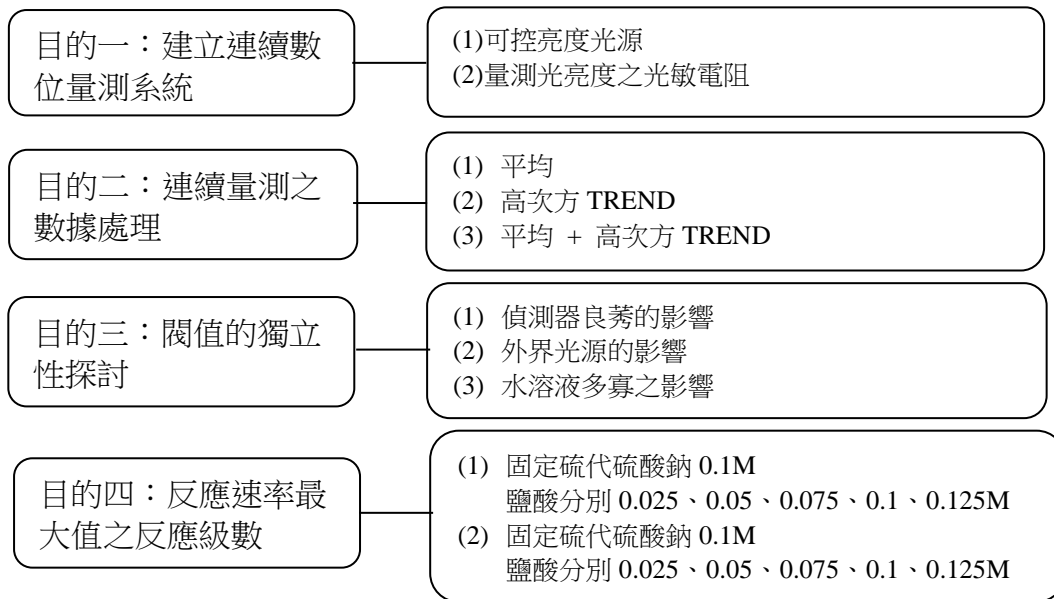 目的一：建立連續數
位量測系統
(1)可控亮度光源
(2)量測光亮度之光敏電阻
目的二：連續量測之
數據處理
(1) 平均
(2) 高次方 TREND
(3) 平均 + 高次方 TREND
目的三：閥值的獨立
性探討
(1) 偵測器良莠的影響
(2) 外界光源的影響
(3) 水溶液多寡之影響
目的四：反應速率最
大值之反應級數
(1) 固定硫代硫酸鈉 0.1M
鹽酸分別 0.025、0.05、0.075、0.1、0.125M
(2) 固定硫代硫酸鈉 0.1M
鹽酸分別 0.025、0.05、0.075、0.1、0.125M